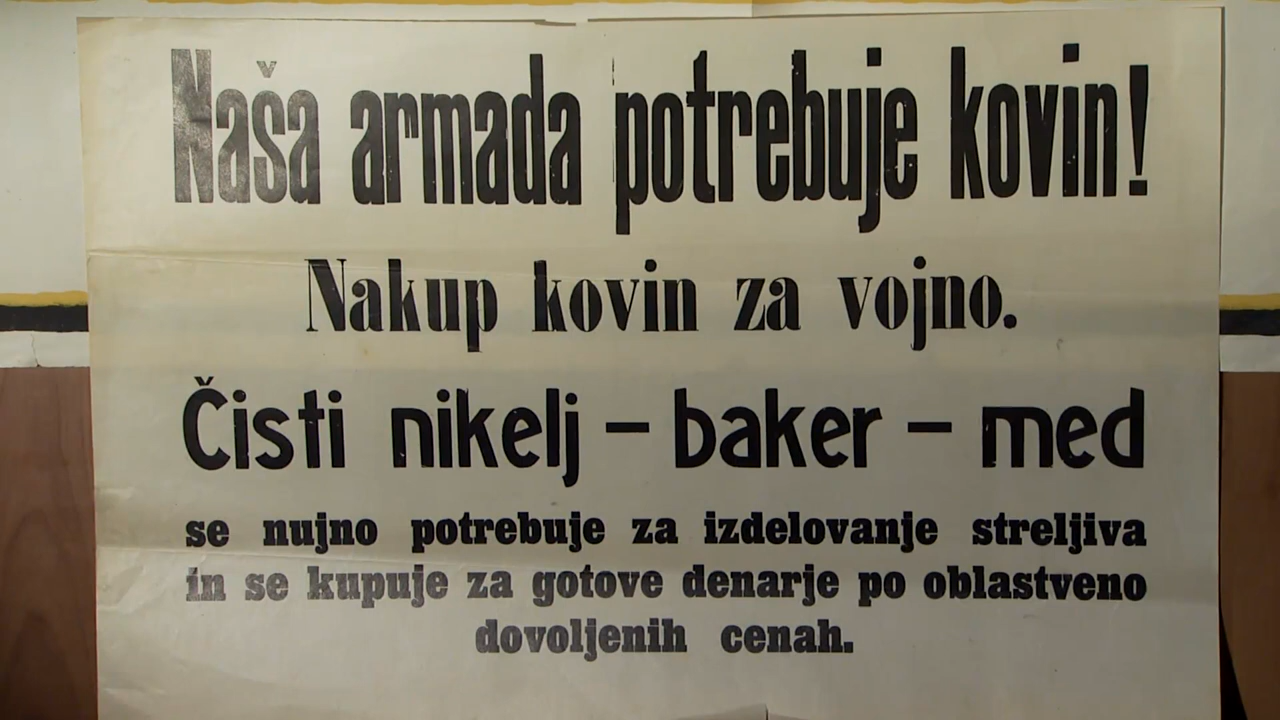 Naša armada potrebuje kovin!
Nakup kovin za vojno.
Čisti nikelj – baker – med
se nujno potrebuje za izdelovanje streljiva
in se kupuje za gotove denarje po oblastveno
dovoljenih cenah.